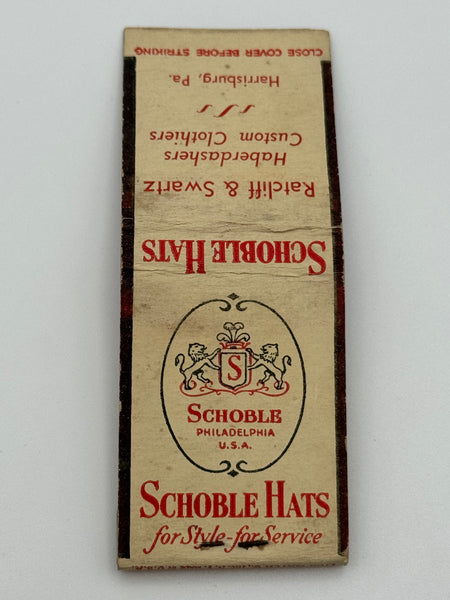 CLOSE COVER BEFORE STRIKING
Harrisburg, Pa.
Custom Clothiers
Haberdashers
Ratcliff & Swartz
SCHOBLE HATS
S
SCHOBLE
PHILADELPHIA
U.S.A.
SCHOBLE HATS
for Style-for Service